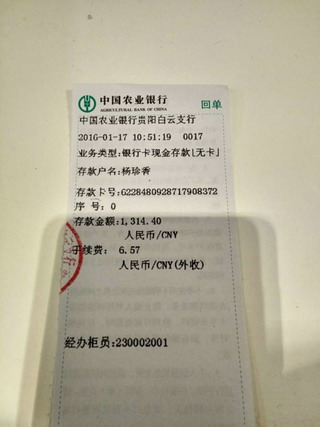 中国农业银行
AGRICULTURAL BANK OF CHINA
回单
中国农业银行贵阳白云支行
2016-01-17 10:51:19 0017
业务类型:银行卡现金存款[无卡]
存款户名:杨珍香
存款卡号:6228480928717908372
序 号: 0
存款金额:1,314.40
人民币/CNY
手续费: 6.57
人民币/CNY(外收)
经办柜员:230002001